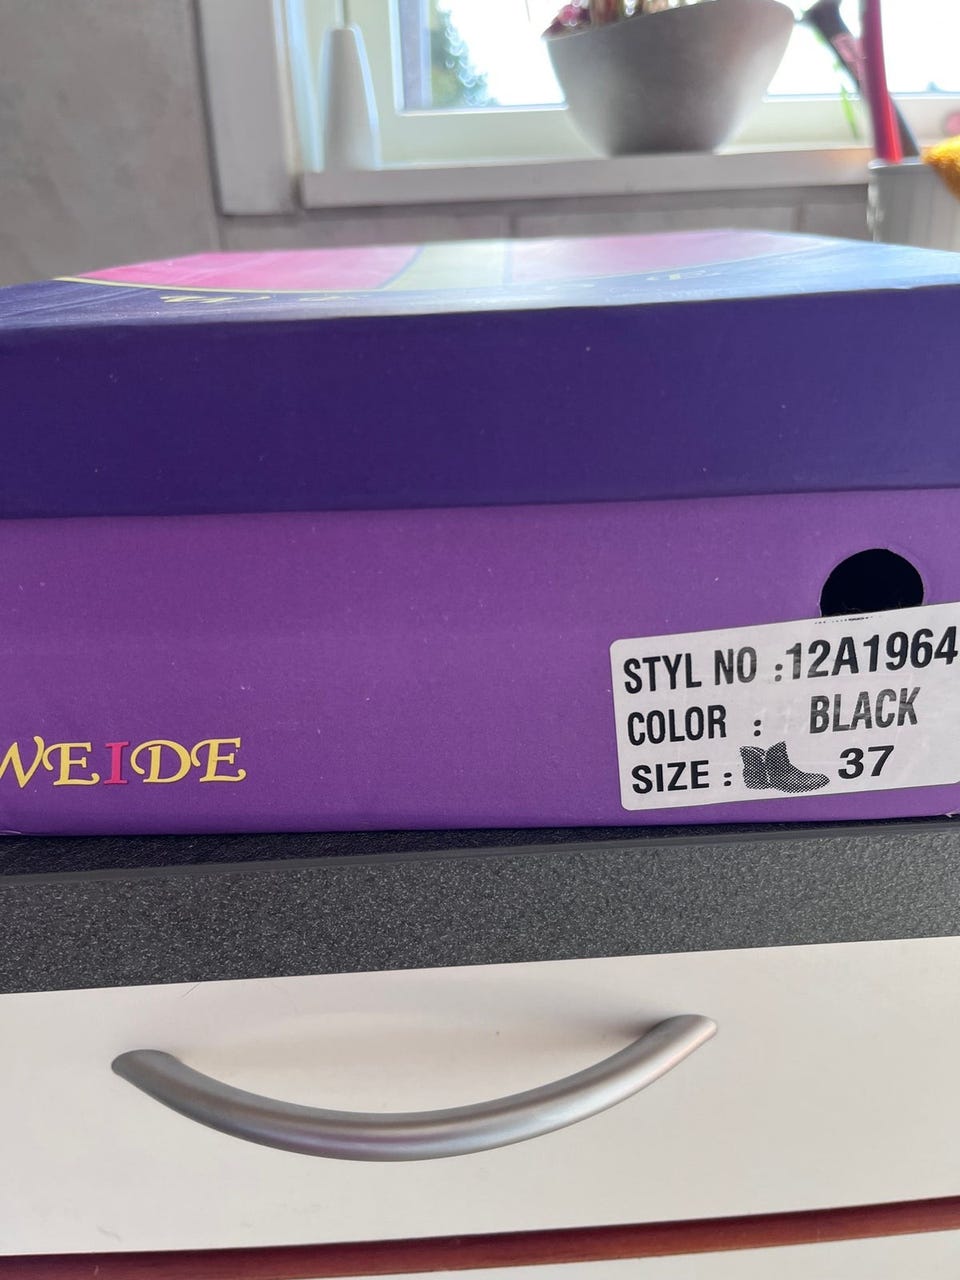 WEIDE
STYL NO :12A1964
COLOR : BLACK
SIZE : 37